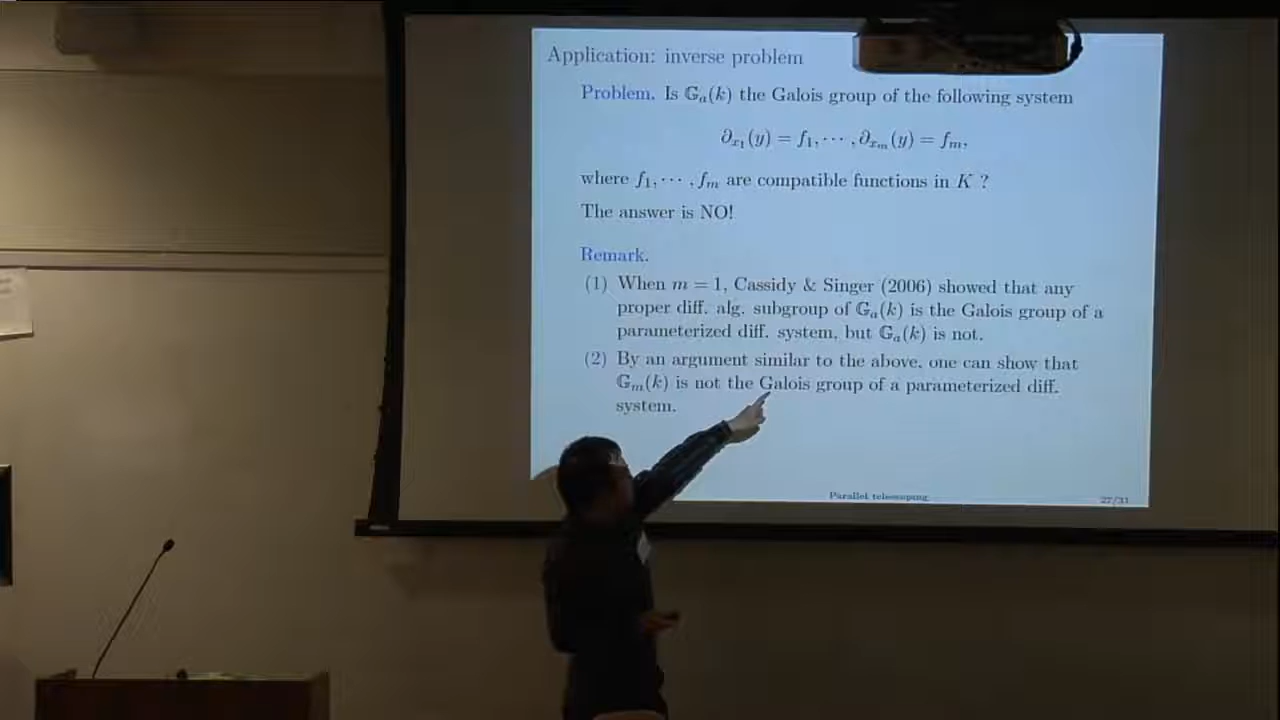 Application: inverse problem
Problem. Is 𝔾ₐ(k) the Galois group of the following system
∂ₓ₁(y) = f₁, ⋯ , ∂ₓₘ(y) = fₘ,
where f₁, ⋯ , fₘ are compatible functions in K ?
The answer is NO!
Remark.
(1) When m = 1, Cassidy & Singer (2006) showed that any
proper diff. alg. subgroup of 𝔾ₐ(k) is the Galois group of a
parameterized diff. system, but 𝔾ₐ(k) is not.
(2) By an argument similar to the above, one can show that
𝔾ₘ(k) is not the Galois group of a parameterized diff.
system.
Parallel telescoping 27/31